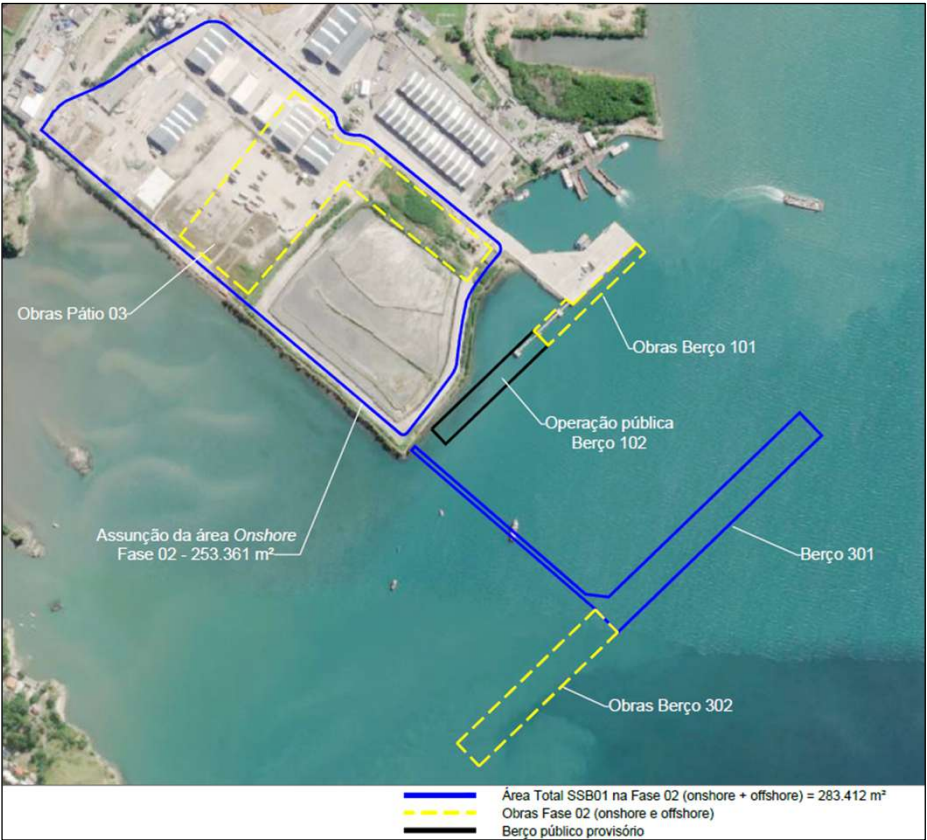 Obras Pátio 03
Obras Berço 101
Operação pública
Berço 102
Assunção da área Onshore
Fase 02 - 253.361 m²
Berço 301
Obras Berço 302
Área Total SSB01 na Fase 02 (onshore + offshore) = 283.412 m²
Obras Fase 02 (onshore e offshore)
Berço público provisório